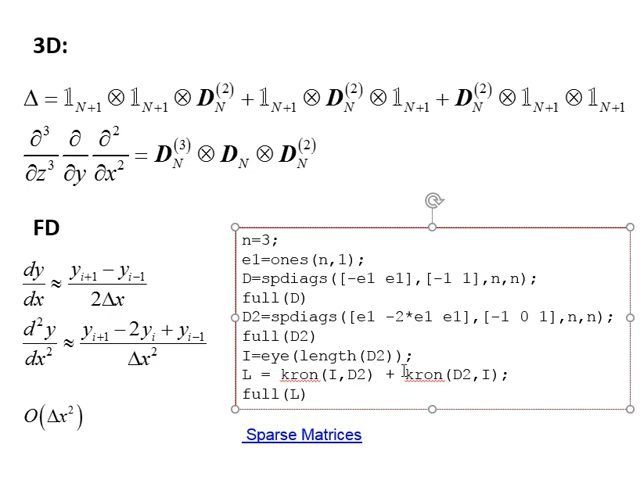 3D:
Δ = 𝟙_{N+1} ⊗ 𝟙_{N+1} ⊗ D_N^{(2)} + 𝟙_{N+1} ⊗ D_N^{(2)} ⊗ 𝟙_{N+1} + D_N^{(2)} ⊗ 𝟙_{N+1} ⊗ 𝟙_{N+1}
∂³/∂z³ ∂/∂y ∂²/∂x² = D_N^{(3)} ⊗ D_N ⊗ D_N^{(2)}
FD
dy/dx ≈ (y_{i+1} − y_{i−1})/(2Δx)
d²y/dx² ≈ (y_{i+1} − 2y_i + y_{i−1})/Δx²
O(Δx²)
n=3;
e1=ones(n,1);
D=spdiags([-e1 e1],[-1 1],n,n);
full(D)
D2=spdiags([e1 -2*e1 e1],[-1 0 1],n,n);
full(D2)
I=eye(length(D2));
L = kron(I,D2) + kron(D2,I);
full(L)
Sparse Matrices